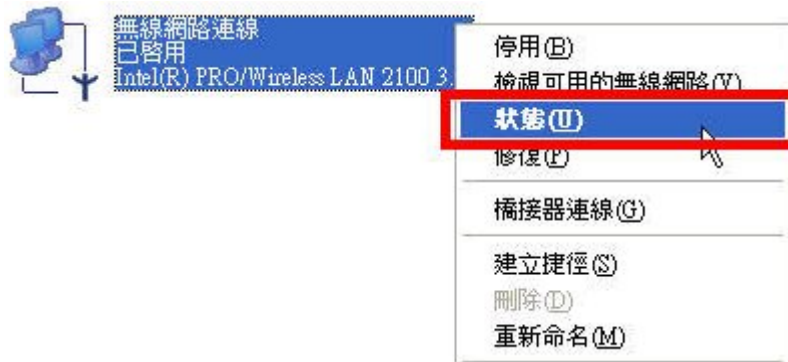 無線網路連線
已啓用
Intel(R) PRO/Wireless LAN 2100 3.
停用(B)
檢視可用的無線網路(V)
狀態(U)
修復(P)
橋接器連線(G)
建立捷徑(S)
刪除(D)
重新命名(M)